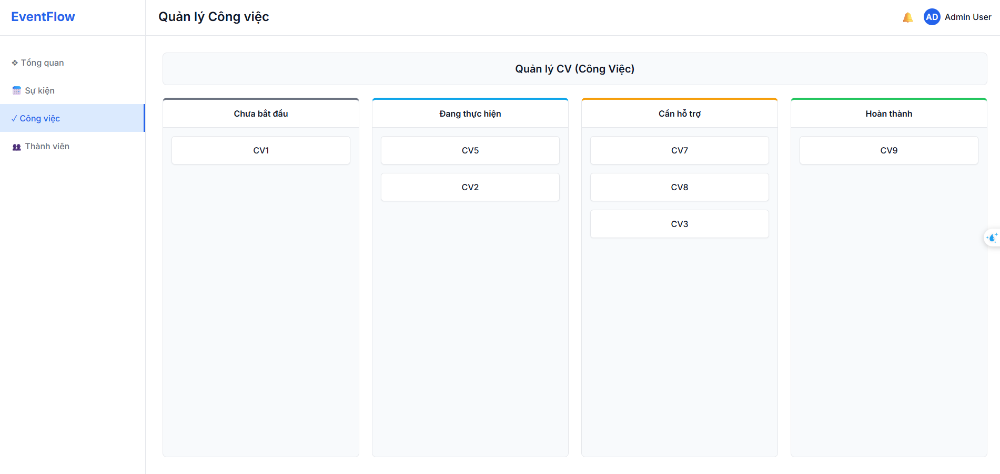 EventFlow
Quản lý Công việc
AD Admin User
Tổng quan
Sự kiện
✓ Công việc
Thành viên
Quản lý CV (Công Việc)
Chưa bắt đầu
CV1
Đang thực hiện
CV5
CV2
Cần hỗ trợ
CV7
CV8
CV3
Hoàn thành
CV9